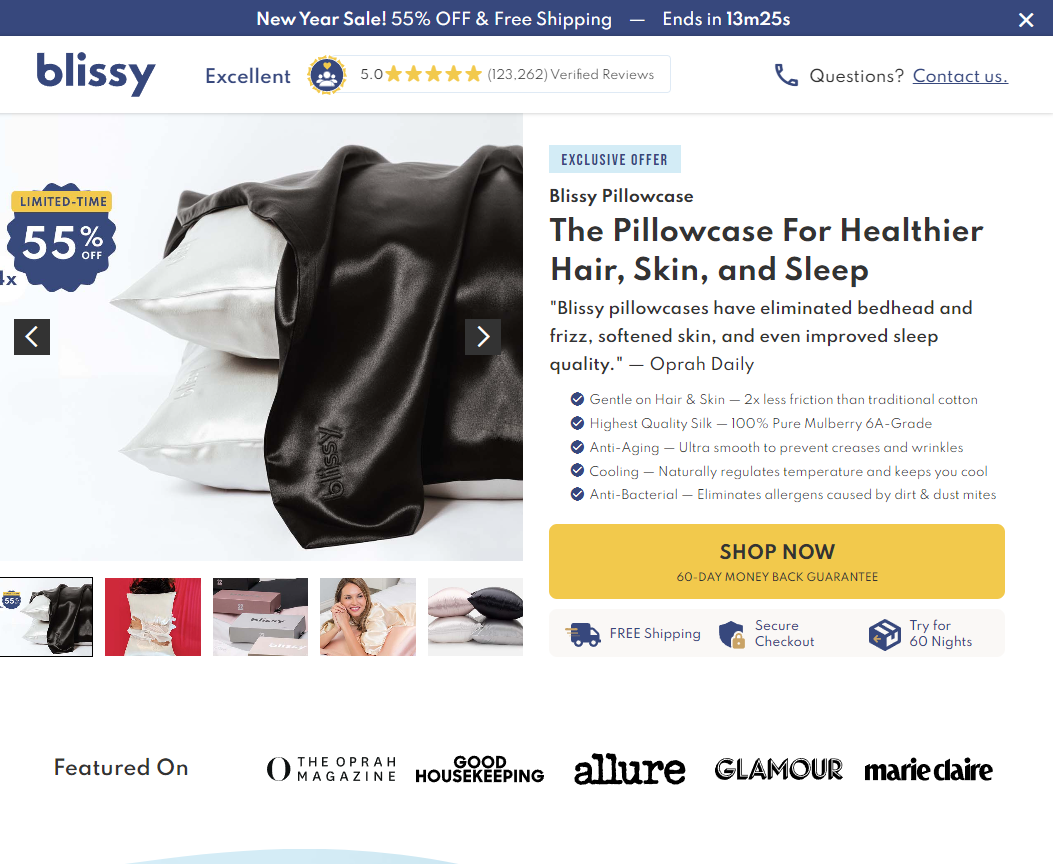 New Year Sale! 55% OFF & Free Shipping — Ends in 13m25s
blissy
Excellent
5.0
(123,262) Verified Reviews
Questions? Contact us.
LIMITED-TIME
55%
OFF
4x
blissy
EXCLUSIVE OFFER
Blissy Pillowcase
The Pillowcase For Healthier
Hair, Skin, and Sleep
"Blissy pillowcases have eliminated bedhead and
frizz, softened skin, and even improved sleep
quality." — Oprah Daily
Gentle on Hair & Skin — 2x less friction than traditional cotton
Highest Quality Silk — 100% Pure Mulberry 6A-Grade
Anti-Aging — Ultra smooth to prevent creases and wrinkles
Cooling — Naturally regulates temperature and keeps you cool
Anti-Bacterial — Eliminates allergens caused by dirt & dust mites
SHOP NOW
60-DAY MONEY BACK GUARANTEE
FREE Shipping
Secure
Checkout
Try for
60 Nights
55%
blissy
Featured On
THE OPRAH
MAGAZINE
GOOD
HOUSEKEEPING
allure
GLAMOUR
marie claire